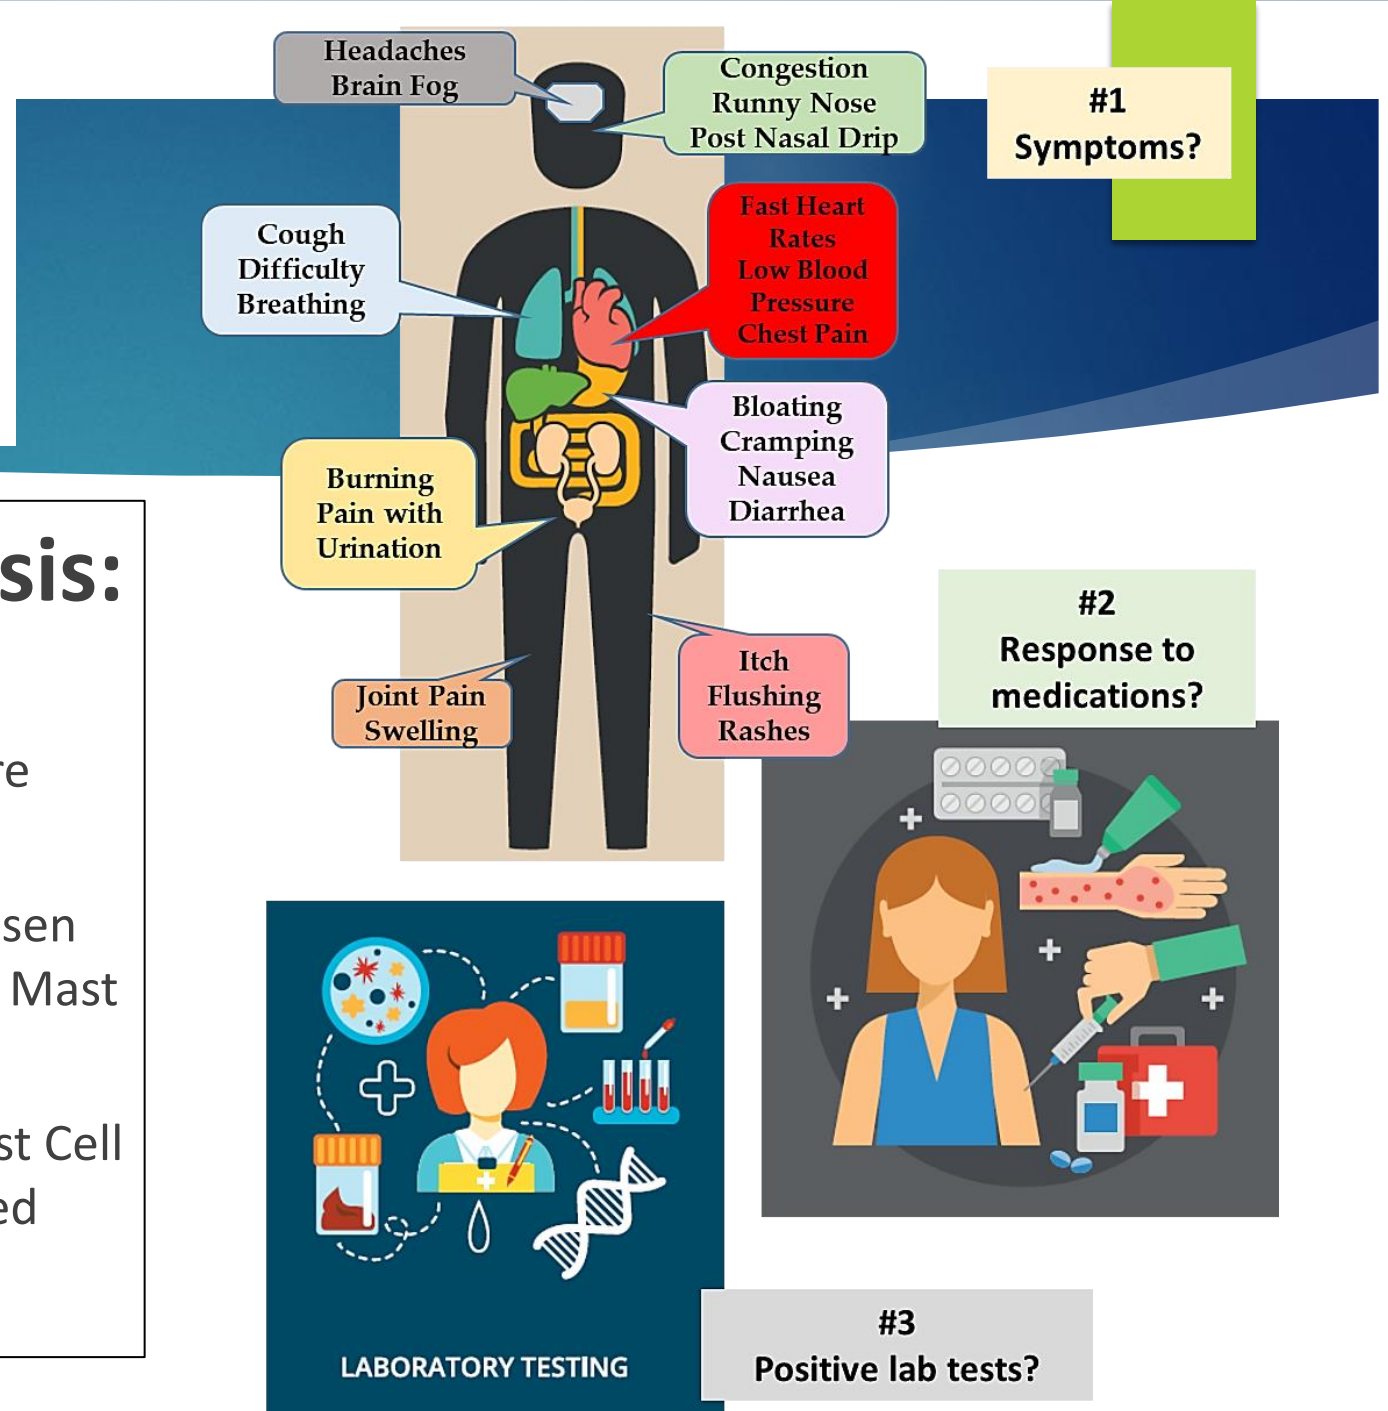 Headaches
Brain Fog
Congestion
Runny Nose
Post Nasal Drip
#1
Symptoms?
Cough
Difficulty
Breathing
Fast Heart
Rates
Low Blood
Pressure
Chest Pain
Bloating
Cramping
Nausea
Diarrhea
Burning
Pain with
Urination
Joint Pain
Swelling
Itch
Flushing
Rashes
sis:
re
sen
Mast
st Cell
ed
#2
Response to
medications?
LABORATORY TESTING
#3
Positive lab tests?